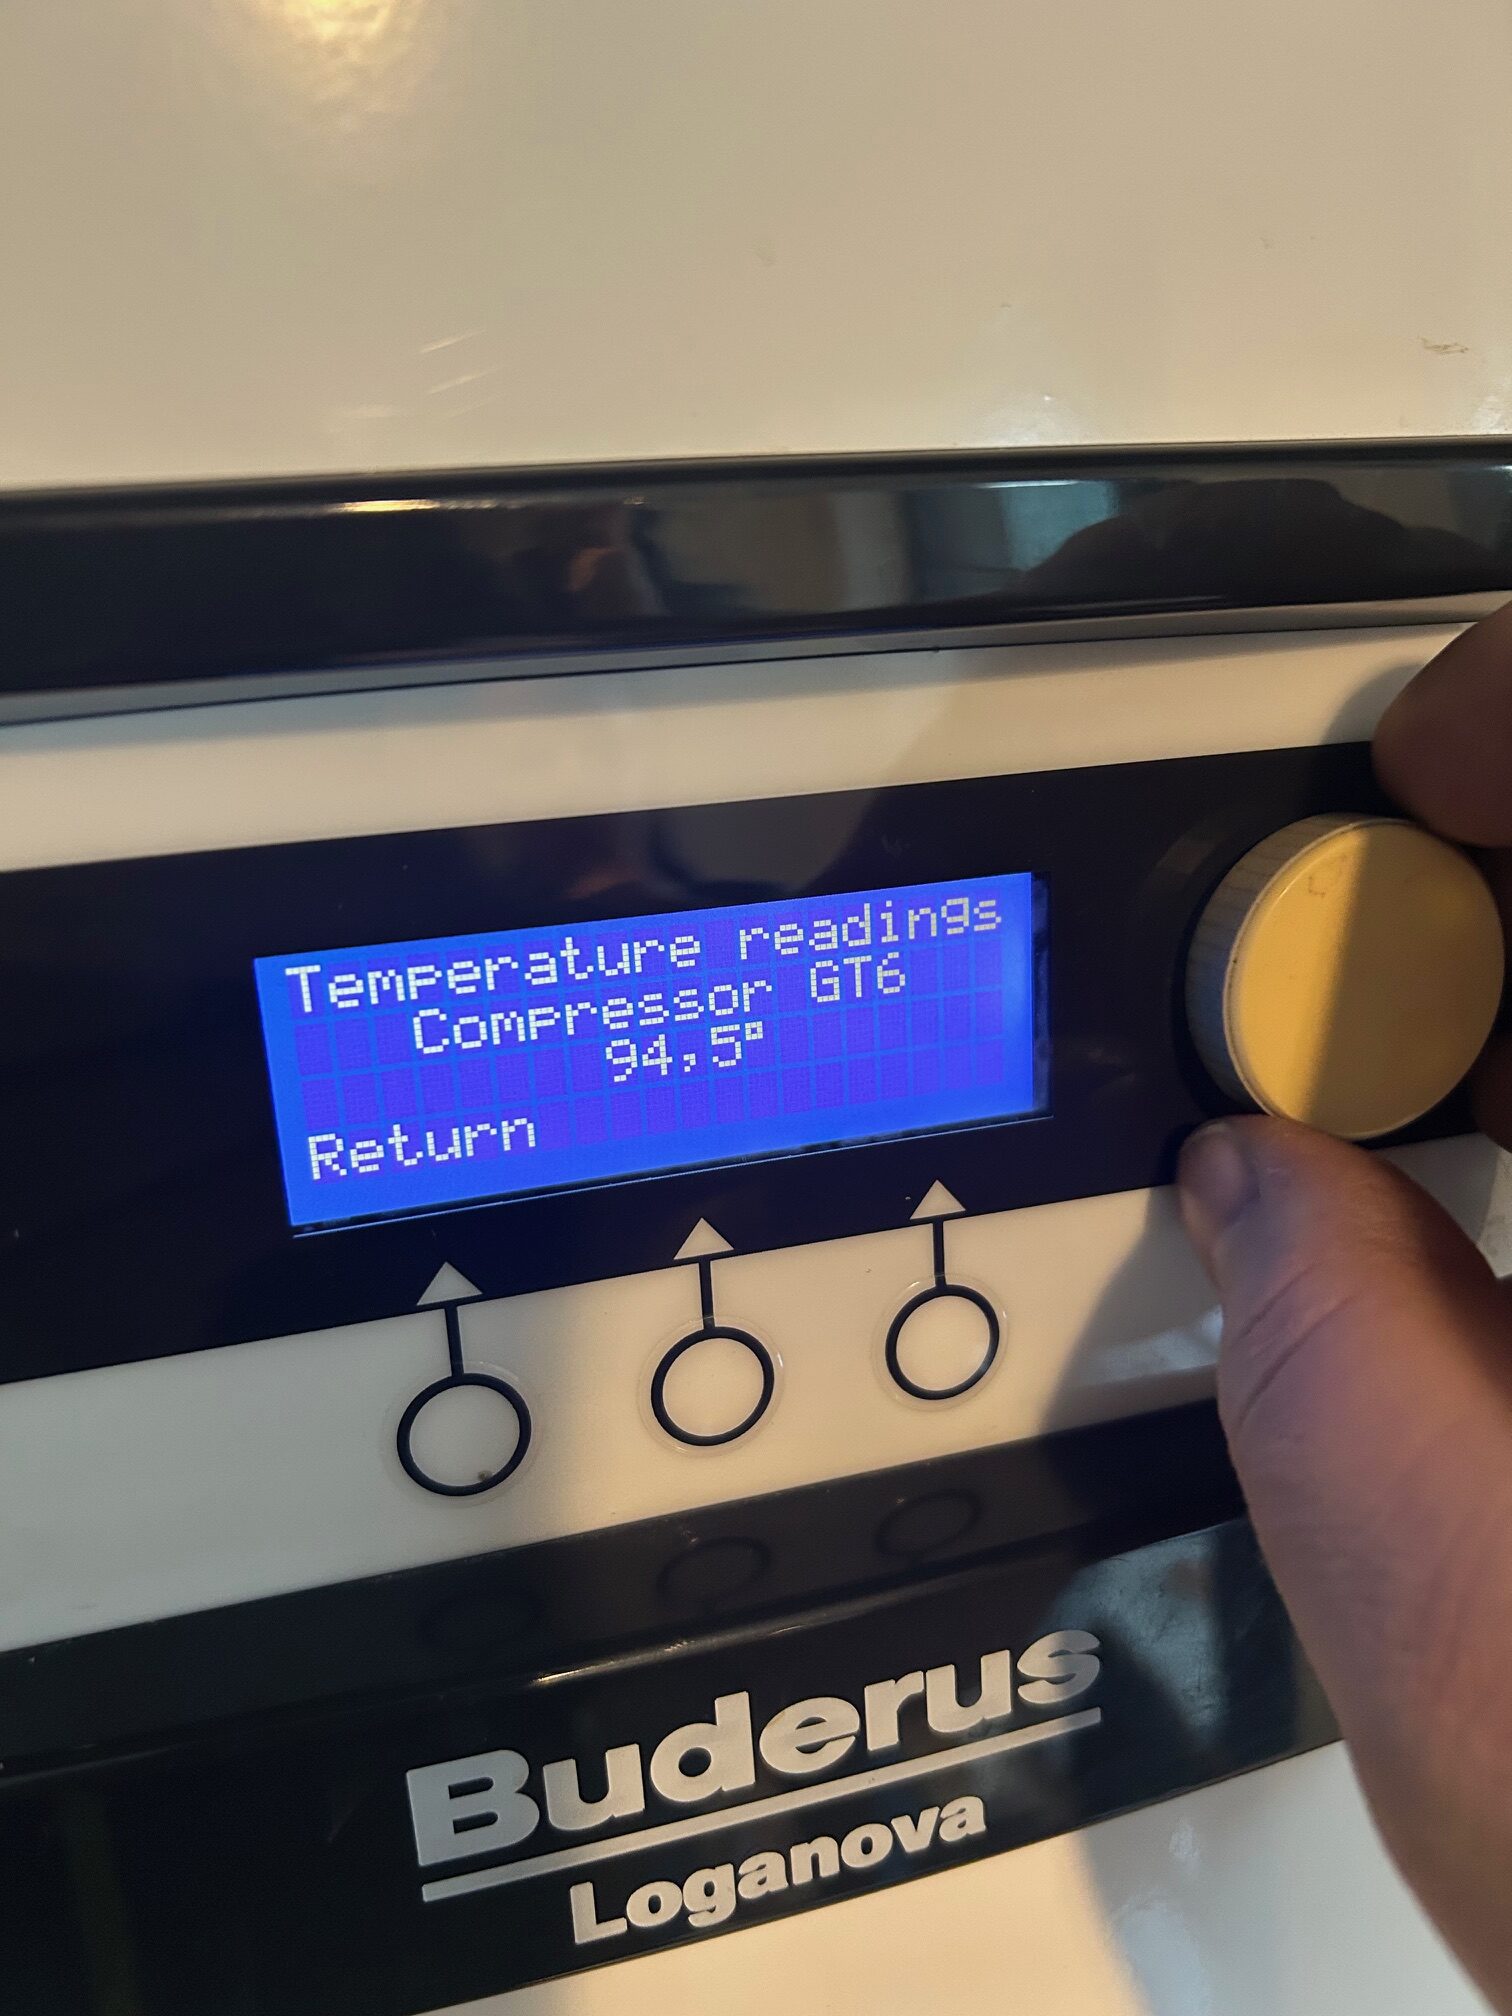 Temperature readings
Compressor GT6
94,5°
Return
Buderus
Loganova